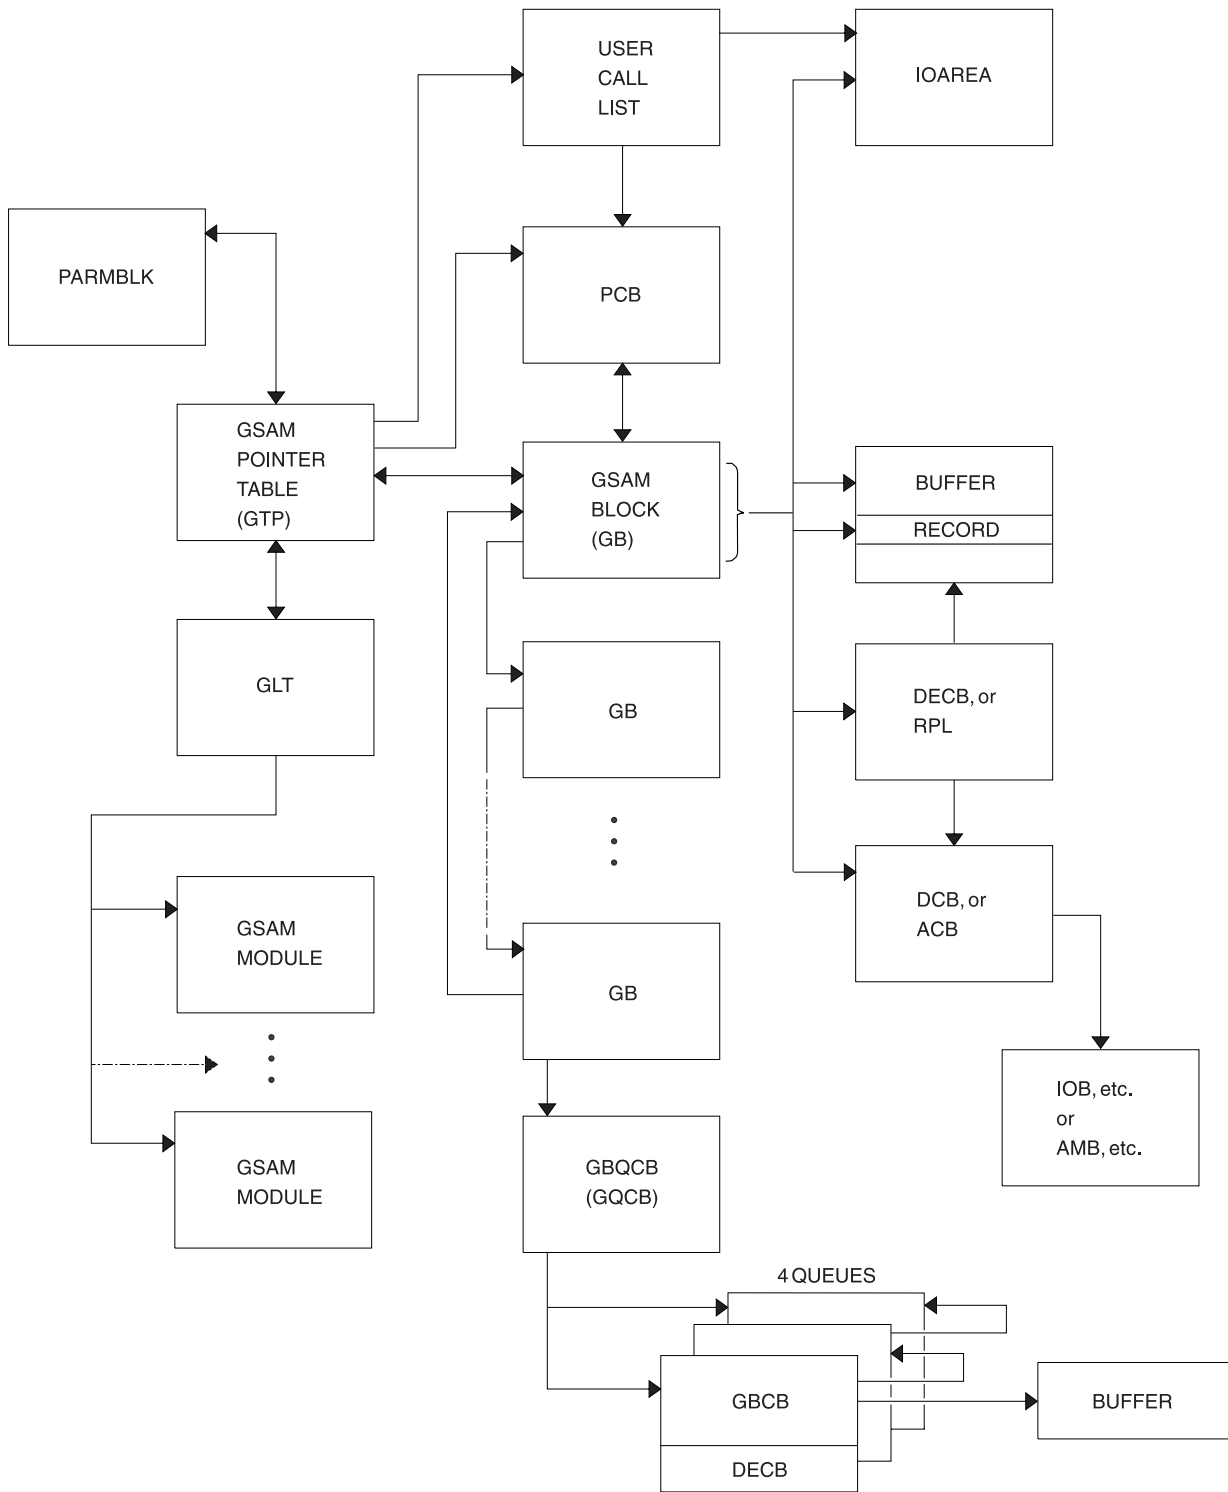 USER
CALL
LIST
IOAREA
PARMBLK
PCB
GSAM
POINTER
TABLE
(GTP)
GSAM
BLOCK
(GB)
BUFFER
RECORD
GLT
GB
DECB, or
RPL
GSAM
MODULE
GB
DCB, or
ACB
IOB, etc.
or
AMB, etc.
GSAM
MODULE
GBQCB
(GQCB)
4 QUEUES
GBCB
DECB
BUFFER